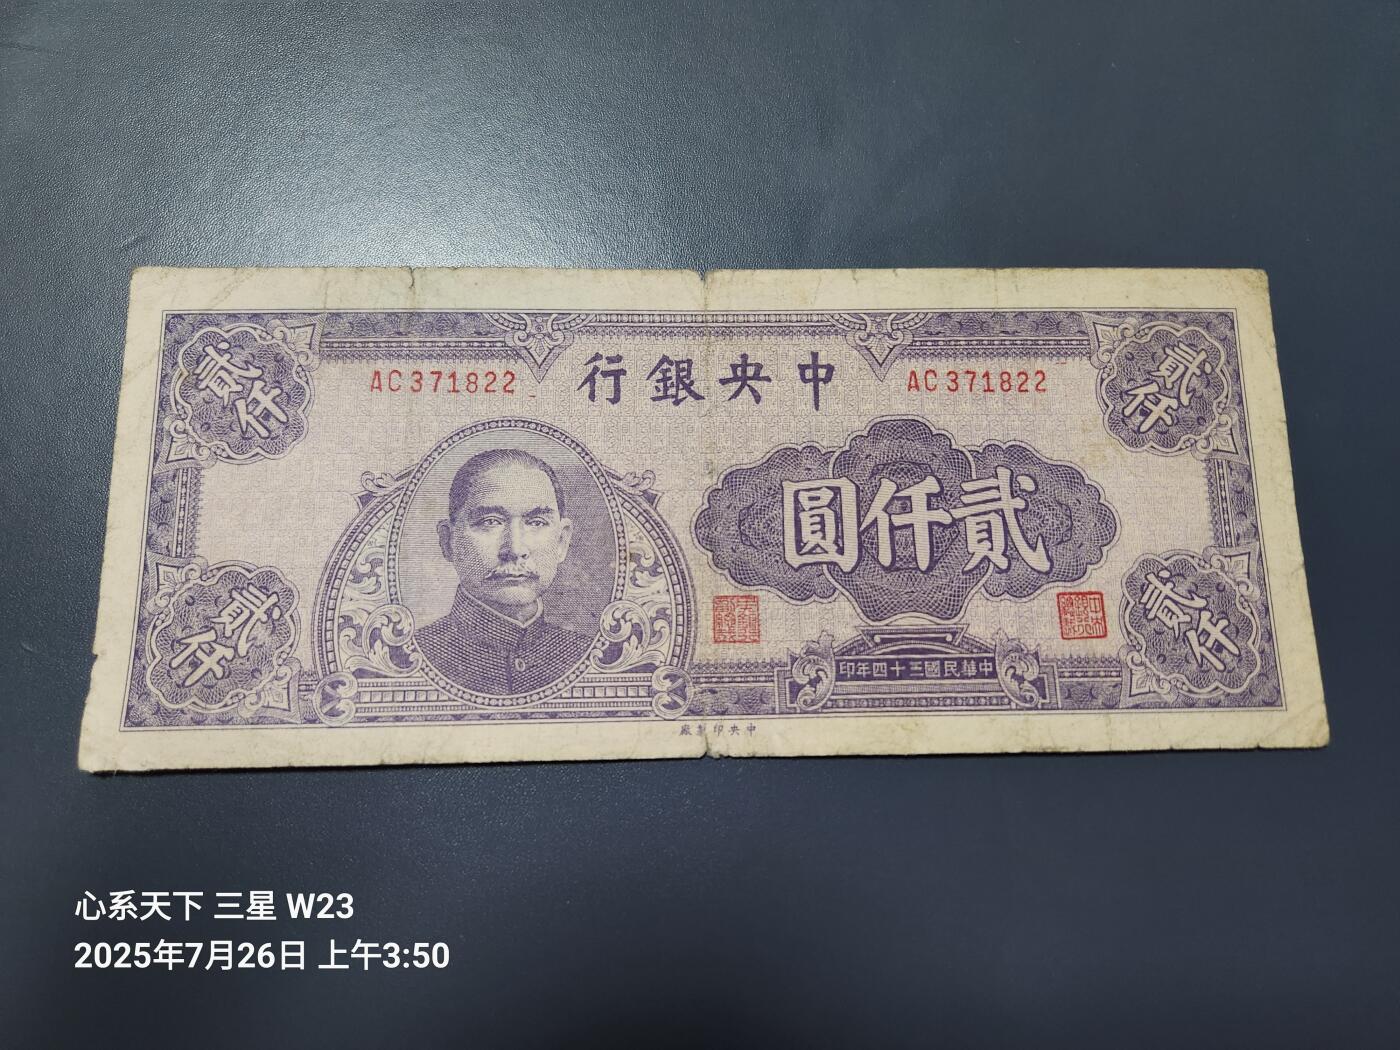 中央銀行
AC371822
AC371822
貳仟
貳仟
貳仟圓
貳仟
貳仟
中華民國三十四年印
中央印製廠
心系天下 三星 W23
2025年7月26日 上午3:50